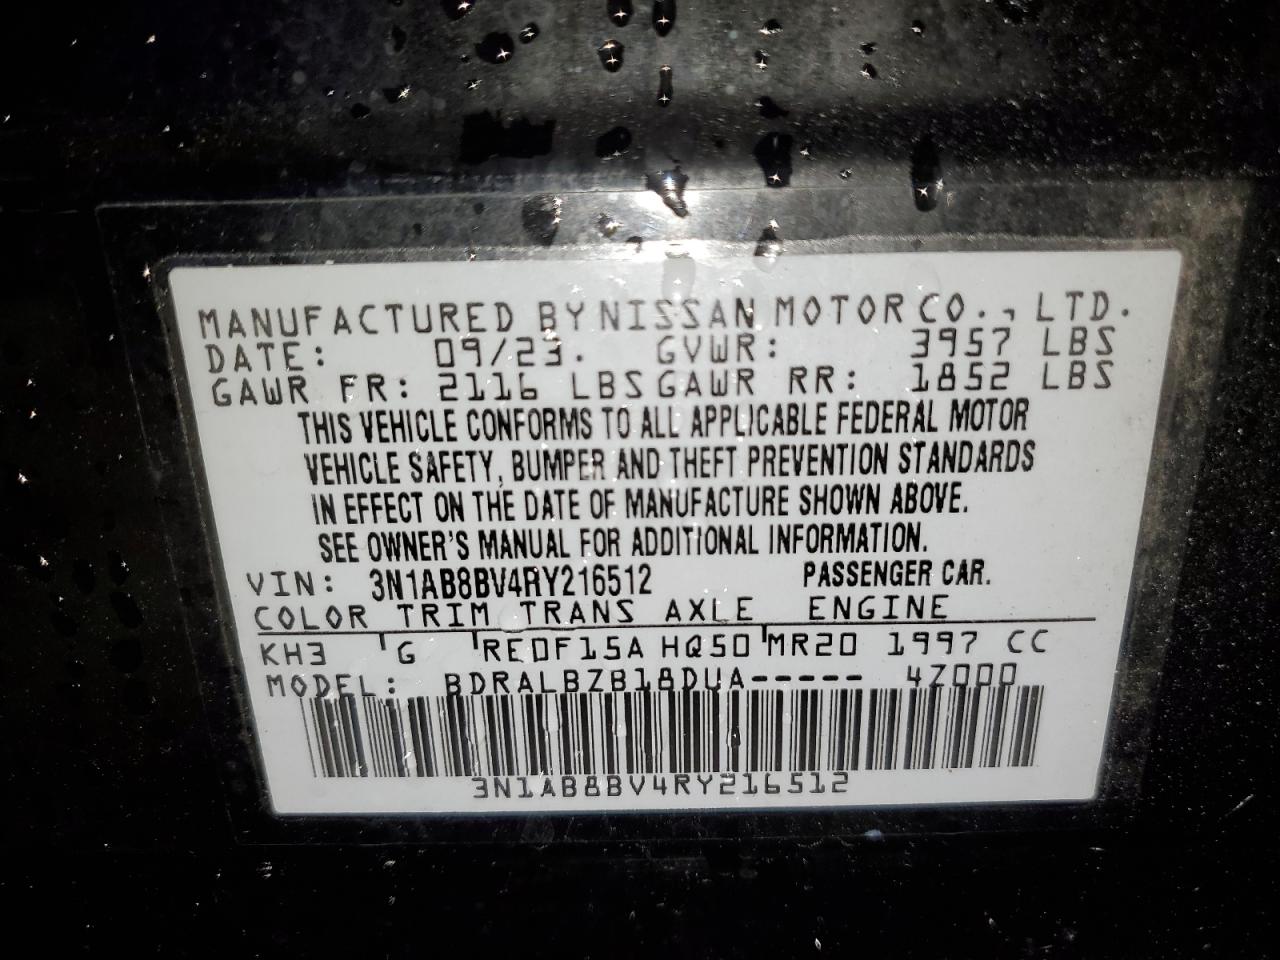 MANUFACTURED BY NISSAN MOTOR CO., LTD.
DATE: 09/23. GVWR: 3957 LBS
GAWR FR: 2116 LBS GAWR RR: 1852 LBS
THIS VEHICLE CONFORMS TO ALL APPLICABLE FEDERAL MOTOR
VEHICLE SAFETY, BUMPER AND THEFT PREVENTION STANDARDS
IN EFFECT ON THE DATE OF MANUFACTURE SHOWN ABOVE.
SEE OWNER'S MANUAL FOR ADDITIONAL INFORMATION.
VIN: 3N1AB8BV4RY216512 PASSENGER CAR.
COLOR TRIM TRANS AXLE ENGINE
KH3 G RE0F15A HQ50 MR20 1997 CC
MODEL: BDRALBZB18DUA----- 4Z000
3N1AB8BV4RY216512